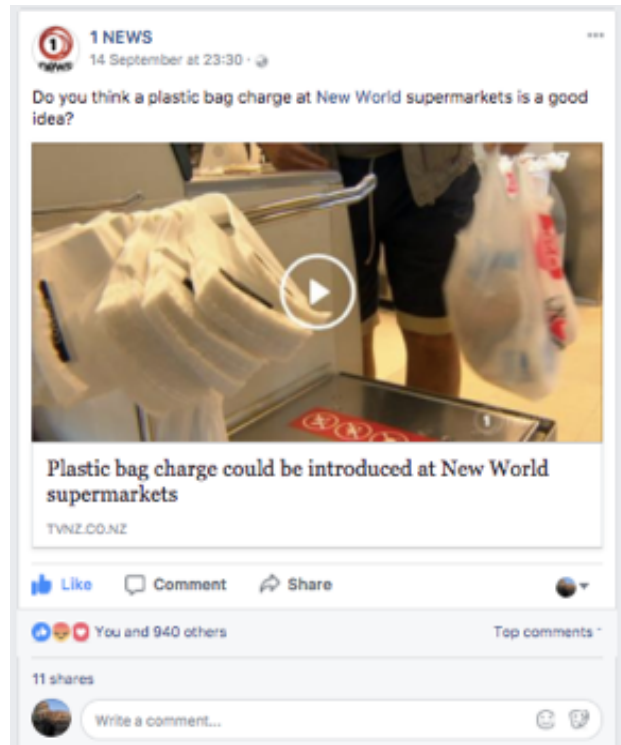 1 NEWS
14 September at 23:30 ·
Do you think a plastic bag charge at New World supermarkets is a good
idea?
Plastic bag charge could be introduced at New World
supermarkets
TVNZ.CO.NZ
Like Comment Share
You and 940 others Top comments
11 shares
Write a comment...